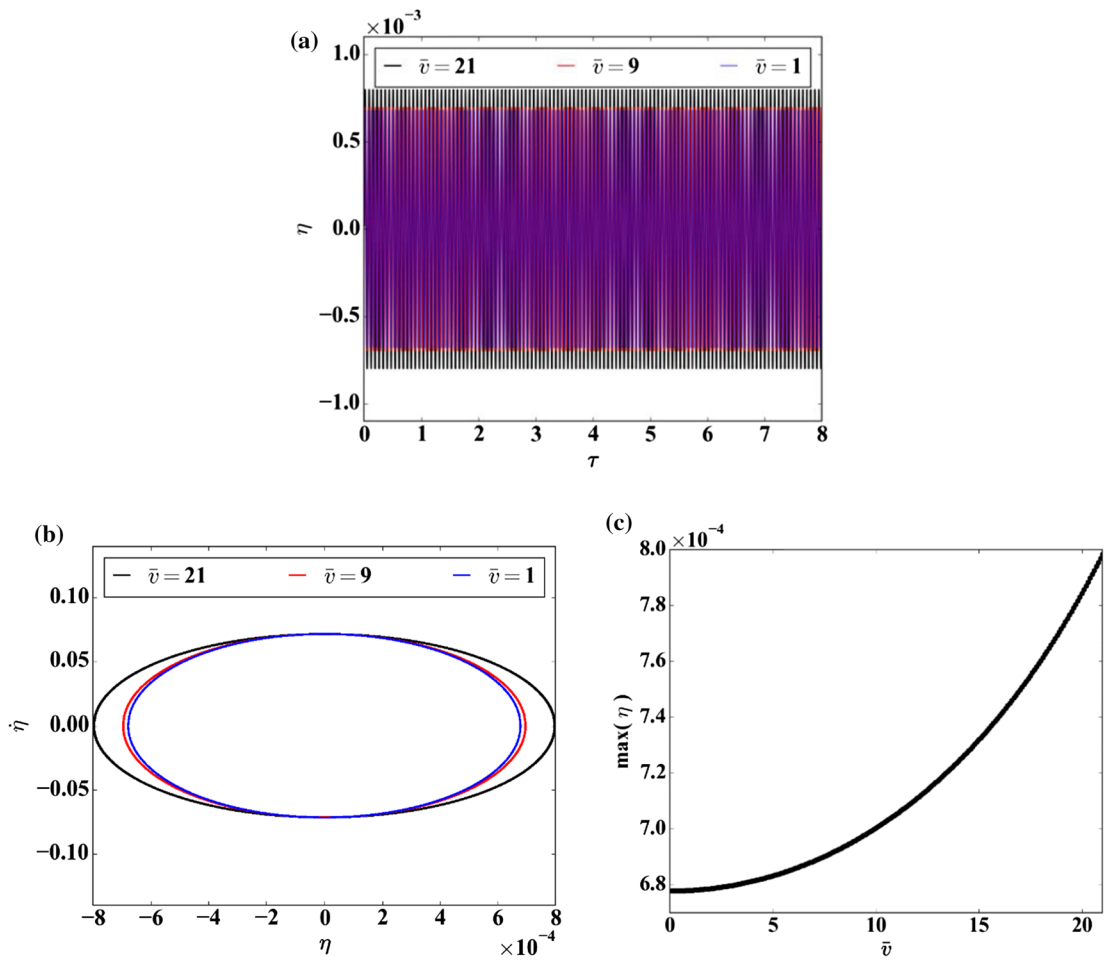 (a)
×10⁻³
v̄ = 21 v̄ = 9 v̄ = 1
1.0
0.5
0.0
−0.5
−1.0
η
0 1 2 3 4 5 6 7 8
τ
(b)
v̄ = 21 v̄ = 9 v̄ = 1
0.10
0.05
0.00
−0.05
−0.10
η̇
−8 −6 −4 −2 0 2 4 6 8
η ×10⁻⁴
(c)
8.0 ×10⁻⁴
7.8
7.6
7.4
7.2
7.0
6.8
max( η )
0 5 10 15 20
v̄